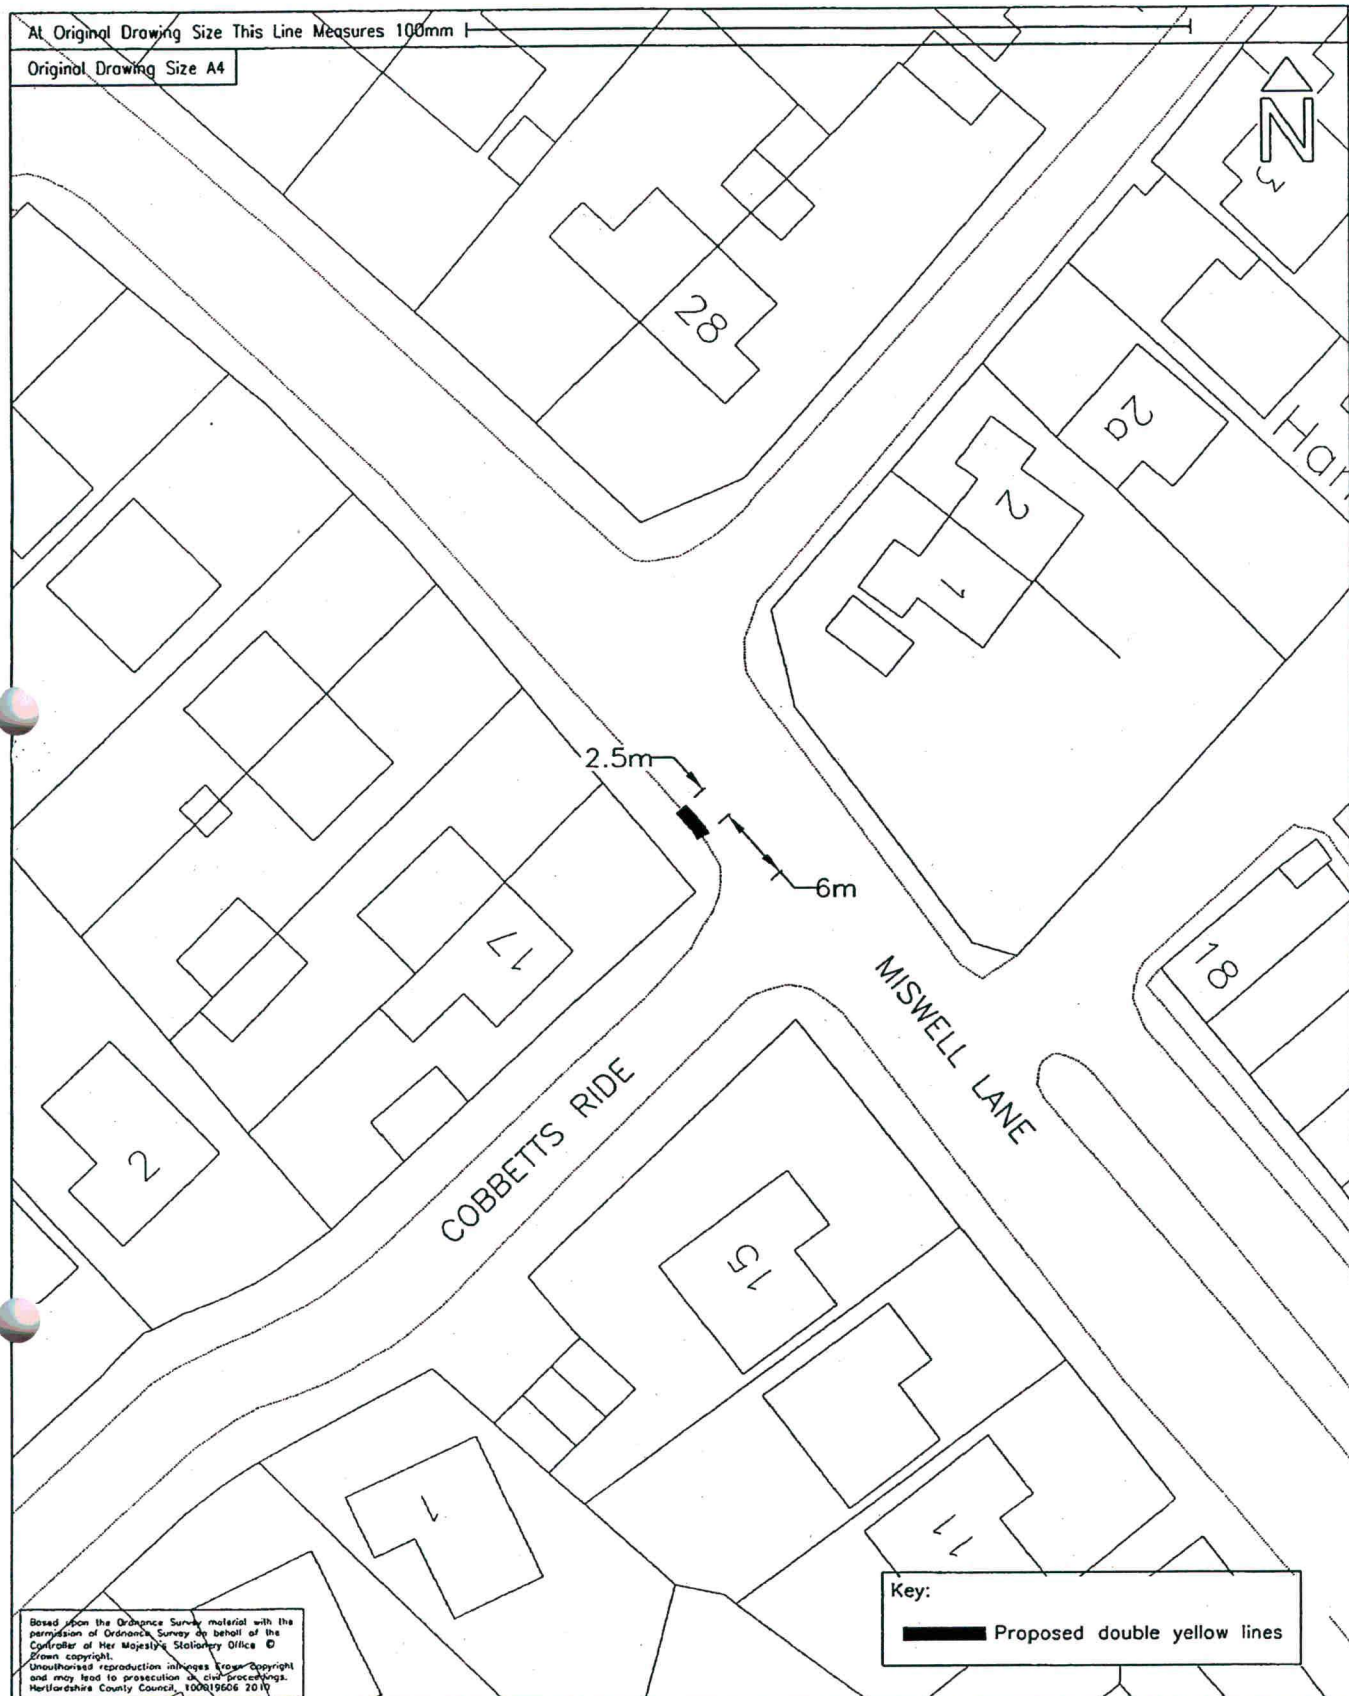 At Original Drawing Size This Line Measures 100mm
Original Drawing Size A4
N
3
28
2a
Har
2
1
2.5m
6m
17
18
MISWELL LANE
COBBETTS RIDE
2
15
1
11
Key:
Proposed double yellow lines
Based upon the Ordnance Survey material with the
permission of Ordnance Survey on behalf of the
Controller of Her Majesty's Stationery Office ©
Crown copyright.
Unauthorised reproduction infringes Crown copyright
and may lead to prosecution or civil proceedings.
Hertfordshire County Council, 100019606 2010